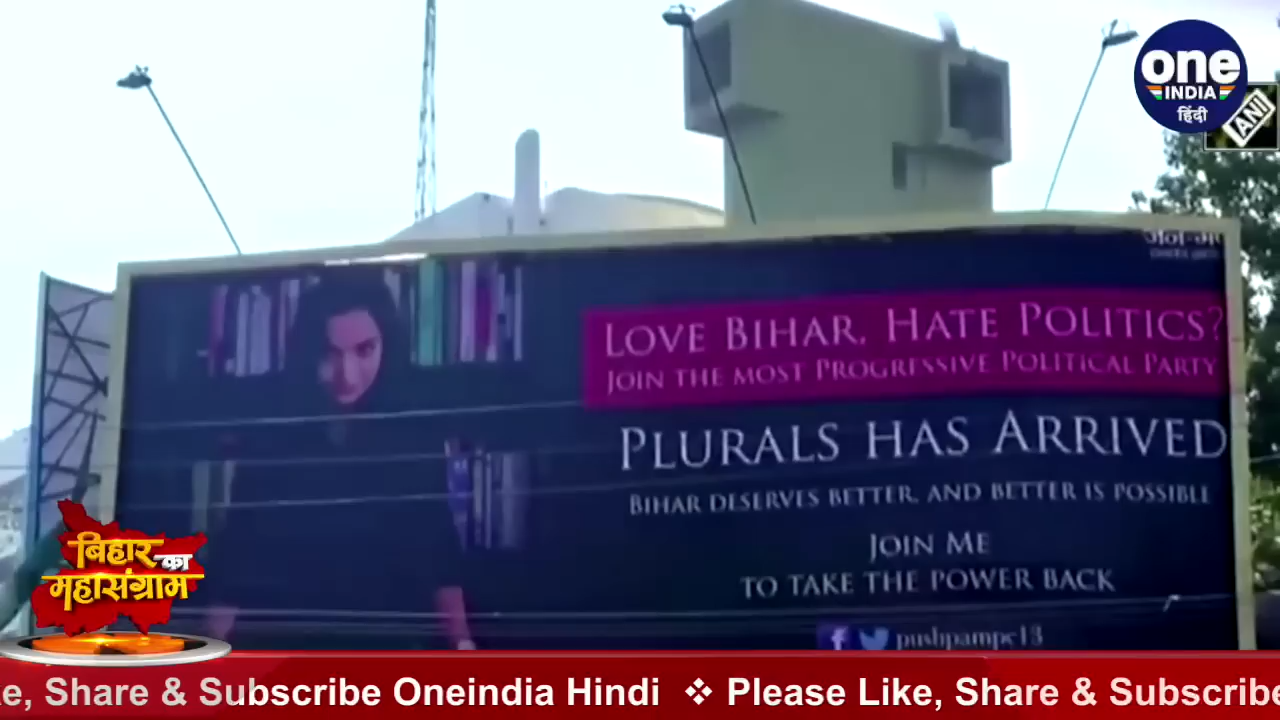 one
INDIA
हिंदी
ANI
LOVE BIHAR, HATE POLITICS?
JOIN THE MOST PROGRESSIVE POLITICAL PARTY
PLURALS HAS ARRIVED
BIHAR DESERVES BETTER, AND BETTER IS POSSIBLE
JOIN ME
TO TAKE THE POWER BACK
pushpampc13
बिहार का
महासंग्राम
ke, Share & Subscribe Oneindia Hindi ❖ Please Like, Share & Subscribe